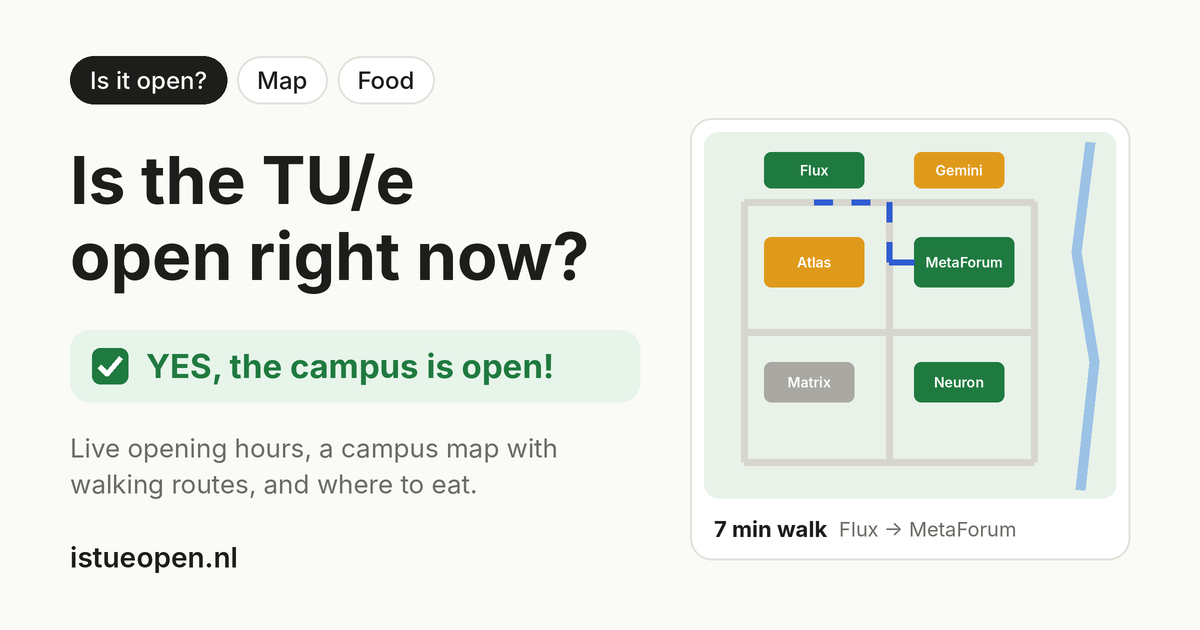 Is it open?
Map
Food
Is the TU/e
open right now?
YES, the campus is open!
Live opening hours, a campus map with
walking routes, and where to eat.
istueopen.nl
Flux
Gemini
Atlas
MetaForum
Matrix
Neuron
7 min walk Flux → MetaForum